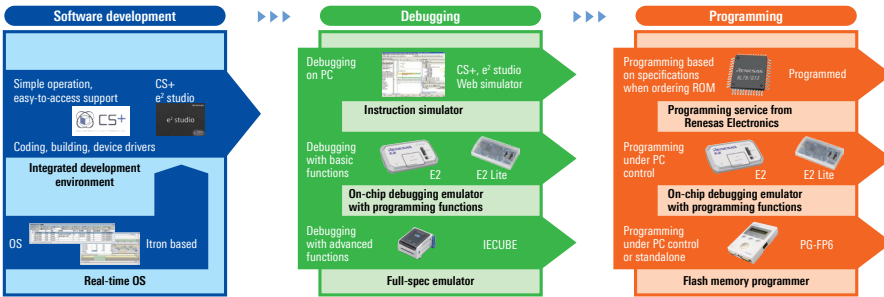 Software development
Debugging
Programming
Simple operation,
easy-to-access support
CS+
e² studio
CS+
e² studio
Coding, building, device drivers
Integrated development
environment
OS
Itron based
Real-time OS
Debugging
on PC
CS+, e² studio
Web simulator
Instruction simulator
Debugging
with basic
functions
E2
E2 Lite
On-chip debugging emulator
with programming functions
Debugging
with advanced
functions
IECUBE
Full-spec emulator
Programming based
on specifications
when ordering ROM
RENESAS
Programmed
Programming service from
Renesas Electronics
Programming
under PC
control
E2
E2 Lite
On-chip debugging emulator
with programming functions
Programming
under PC control
or standalone
PG-FP6
Flash memory programmer